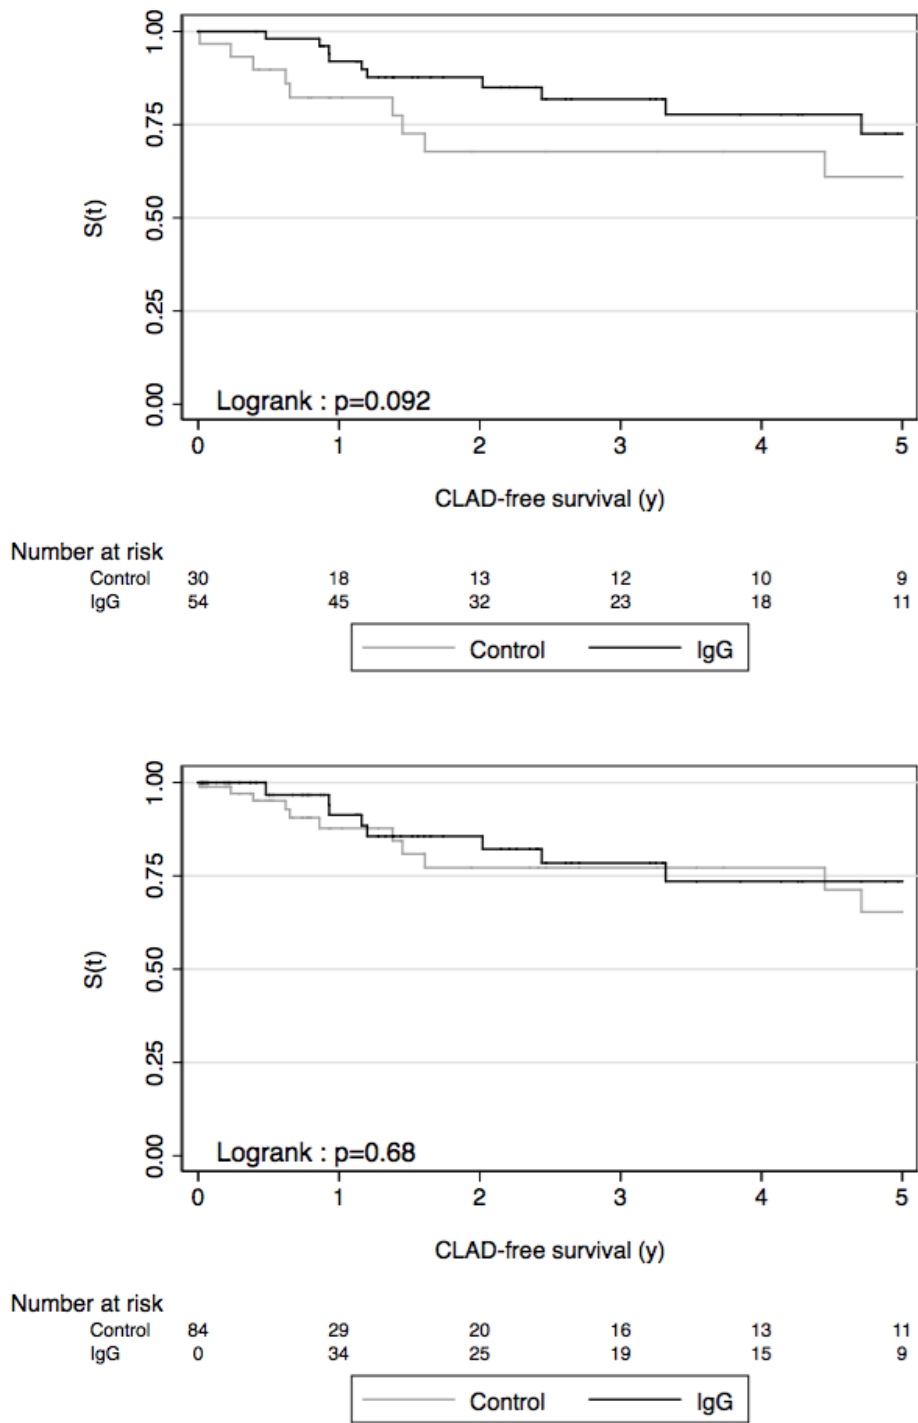 1.00
0.75
0.50
0.25
0.00
S(t)
Logrank : p=0.092
0 1 2 3 4 5
CLAD-free survival (y)
Number at risk
Control 30 18 13 12 10 9
IgG 54 45 32 23 18 11
Control IgG
1.00
0.75
0.50
0.25
0.00
S(t)
Logrank : p=0.68
0 1 2 3 4 5
CLAD-free survival (y)
Number at risk
Control 84 29 20 16 13 11
IgG 0 34 25 19 15 9
Control IgG